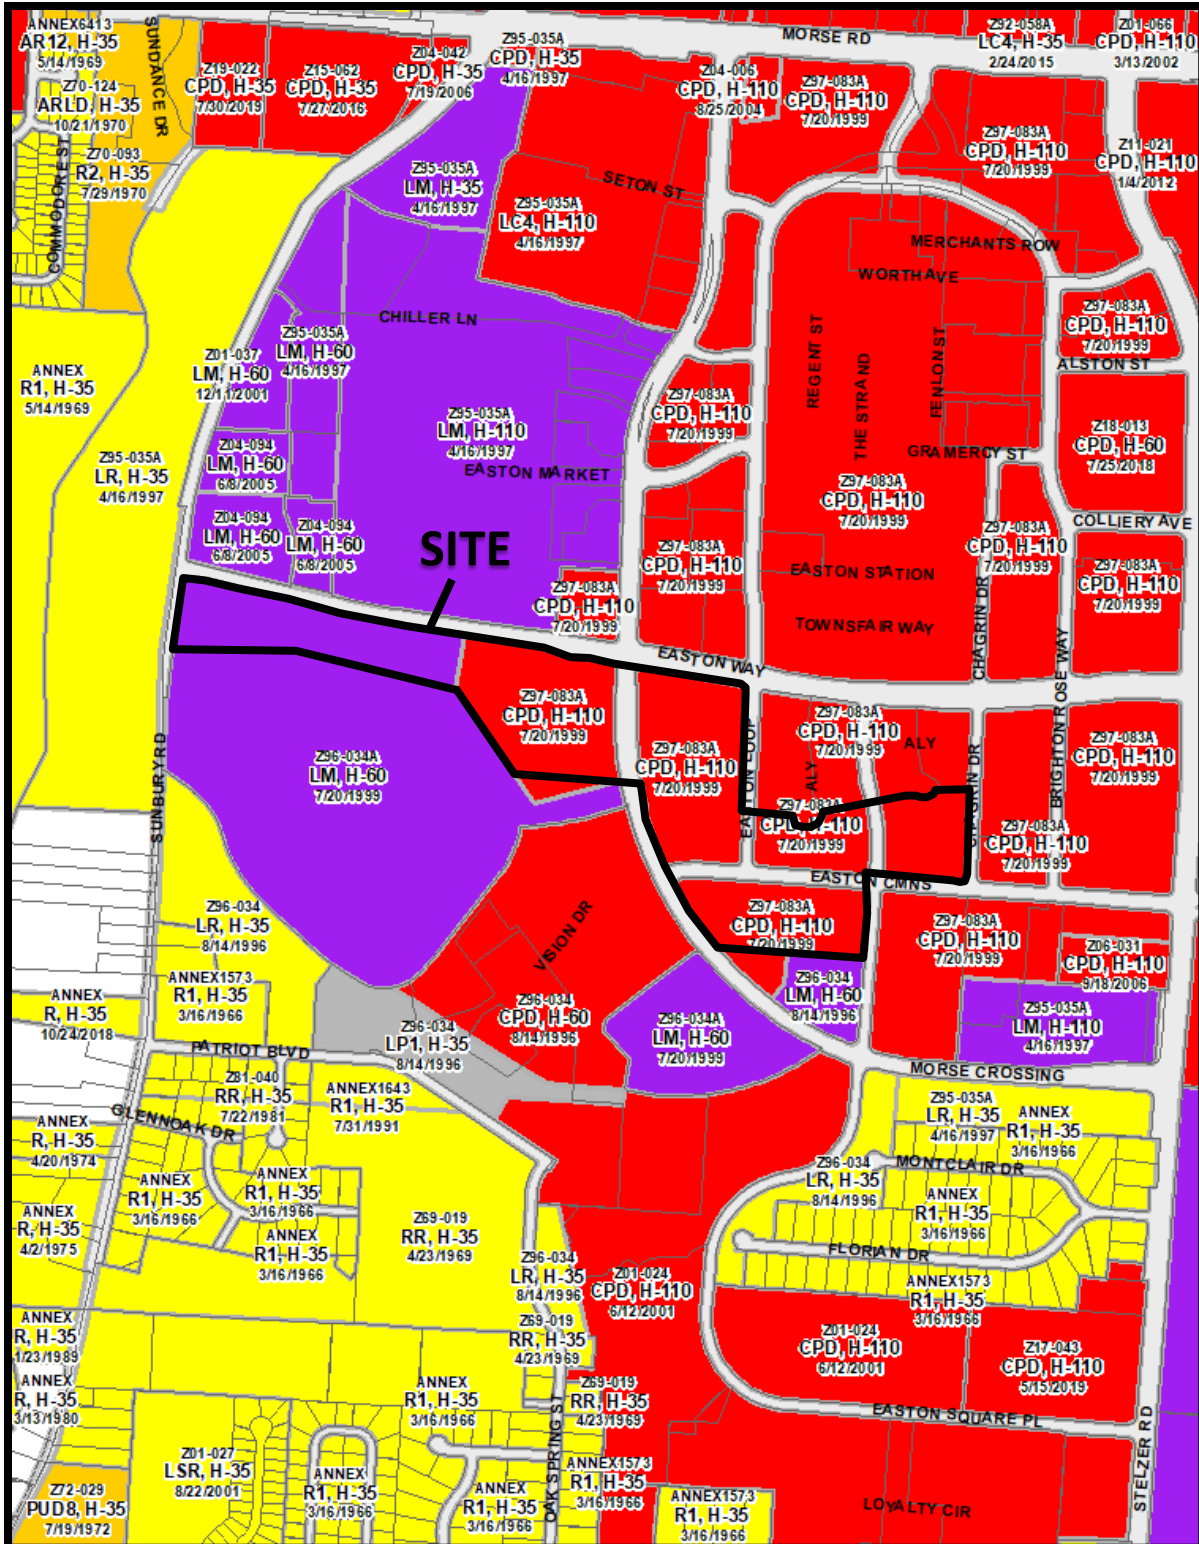 ANNEX6413
AR12, H-35
5/14/1969
Z70-124
ARLD, H-35
10/21/1970
Z70-093
R2, H-35
7/29/1970
SUNDANCE DR
COMMODORE ST
Z19-022
CPD, H-35
7/30/2019
Z15-062
CPD, H-35
7/27/2016
Z04-042
CPD, H-35
7/19/2006
Z95-035A
CPD, H-35
4/16/1997
MORSE RD
Z04-006
CPD, H-110
8/25/2004
Z97-083A
CPD, H-110
7/20/1999
Z92-058A
LC4, H-35
2/24/2015
Z01-066
CPD, H-110
3/13/2002
Z97-083A
CPD, H-110
7/20/1999
Z11-021
CPD, H-110
1/4/2012
Z95-035A
LM, H-35
4/16/1997
SETON ST
Z95-035A
LC4, H-110
4/16/1997
MERCHANTS ROW
WORTH AVE
CHILLER LN
Z95-035A
LM, H-60
4/16/1997
Z01-037
LM, H-60
12/11/2001
REGENT ST
THE STRAND
FENLON ST
Z97-083A
CPD, H-110
7/20/1999
ALSTON ST
ANNEX
R1, H-35
5/14/1969
Z95-035A
LM, H-110
4/16/1997
Z97-083A
CPD, H-110
7/20/1999
Z04-094
LM, H-60
6/8/2005
Z95-035A
LR, H-35
4/16/1997
EASTON MARKET
GRAMERCY ST
Z18-013
CPD, H-60
7/25/2018
Z97-083A
CPD, H-110
7/20/1999
Z04-094
LM, H-60
6/8/2005
Z04-094
LM, H-60
6/8/2005
SITE
Z97-083A
CPD, H-110
7/20/1999
Z97-083A
CPD, H-110
7/20/1999
COLLIERY AVE
EASTON STATION
Z97-083A
CPD, H-110
7/20/1999
Z97-083A
CPD, H-110
7/20/1999
TOWNSFAIR WAY
CHAGRIN DR
BRIGHTON ROSE WAY
EASTON WAY
Z97-083A
CPD, H-110
7/20/1999
Z97-083A
CPD, H-110
7/20/1999
Z97-083A
CPD, H-110
7/20/1999
ALY
ALY
Z97-083A
CPD, H-110
7/20/1999
EASTON LOOP
CHAGRIN DR
SUNBURY RD
Z96-034A
LM, H-60
7/20/1999
Z97-083A
CPD, H-110
7/20/1999
Z97-083A
CPD, H-110
7/20/1999
EASTON CMNS
Z96-034
LR, H-35
8/14/1996
VISION DR
Z97-083A
CPD, H-110
7/20/1999
Z97-083A
CPD, H-110
7/20/1999
Z06-031
CPD, H-110
9/18/2006
ANNEX1573
R1, H-35
3/16/1966
ANNEX
R, H-35
10/24/2018
Z96-034
LM, H-60
8/14/1996
Z95-035A
LM, H-110
4/16/1997
Z96-034
CPD, H-60
8/14/1996
Z96-034A
LM, H-60
7/20/1999
Z96-034
LP1, H-35
8/14/1996
PATRIOT BLVD
MORSE CROSSING
Z81-040
RR, H-35
7/22/1981
ANNEX1643
R1, H-35
7/31/1991
GLENNOAK DR
Z95-035A
LR, H-35
4/16/1997
ANNEX
R1, H-35
3/16/1966
ANNEX
R, H-35
4/20/1974
ANNEX
R1, H-35
3/16/1966
ANNEX
R1, H-35
3/16/1966
Z96-034
LR, H-35
8/14/1996
MONTCLAIR DR
ANNEX
R1, H-35
3/16/1966
ANNEX
R, H-35
4/2/1975
ANNEX
R1, H-35
3/16/1966
Z69-019
RR, H-35
4/23/1969
FLORIAN DR
Z96-034
LR, H-35
8/14/1996
Z01-024
CPD, H-110
6/12/2001
ANNEX1573
R1, H-35
3/16/1966
ANNEX
R, H-35
1/23/1989
Z69-019
RR, H-35
4/23/1969
Z01-024
CPD, H-110
6/12/2001
Z17-043
CPD, H-110
5/15/2019
ANNEX
R, H-35
3/13/1980
ANNEX
R1, H-35
3/16/1966
Z69-019
RR, H-35
4/23/1969
EASTON SQUARE PL
OAK SPRING ST
STELZER RD
Z01-027
LSR, H-35
8/22/2001
ANNEX
R1, H-35
3/16/1966
ANNEX
R1, H-35
3/16/1966
ANNEX1573
R1, H-35
3/16/1966
Z72-029
PUD8, H-35
7/19/1972
ANNEX1573
R1, H-35
3/16/1966
LOYALTY CIR